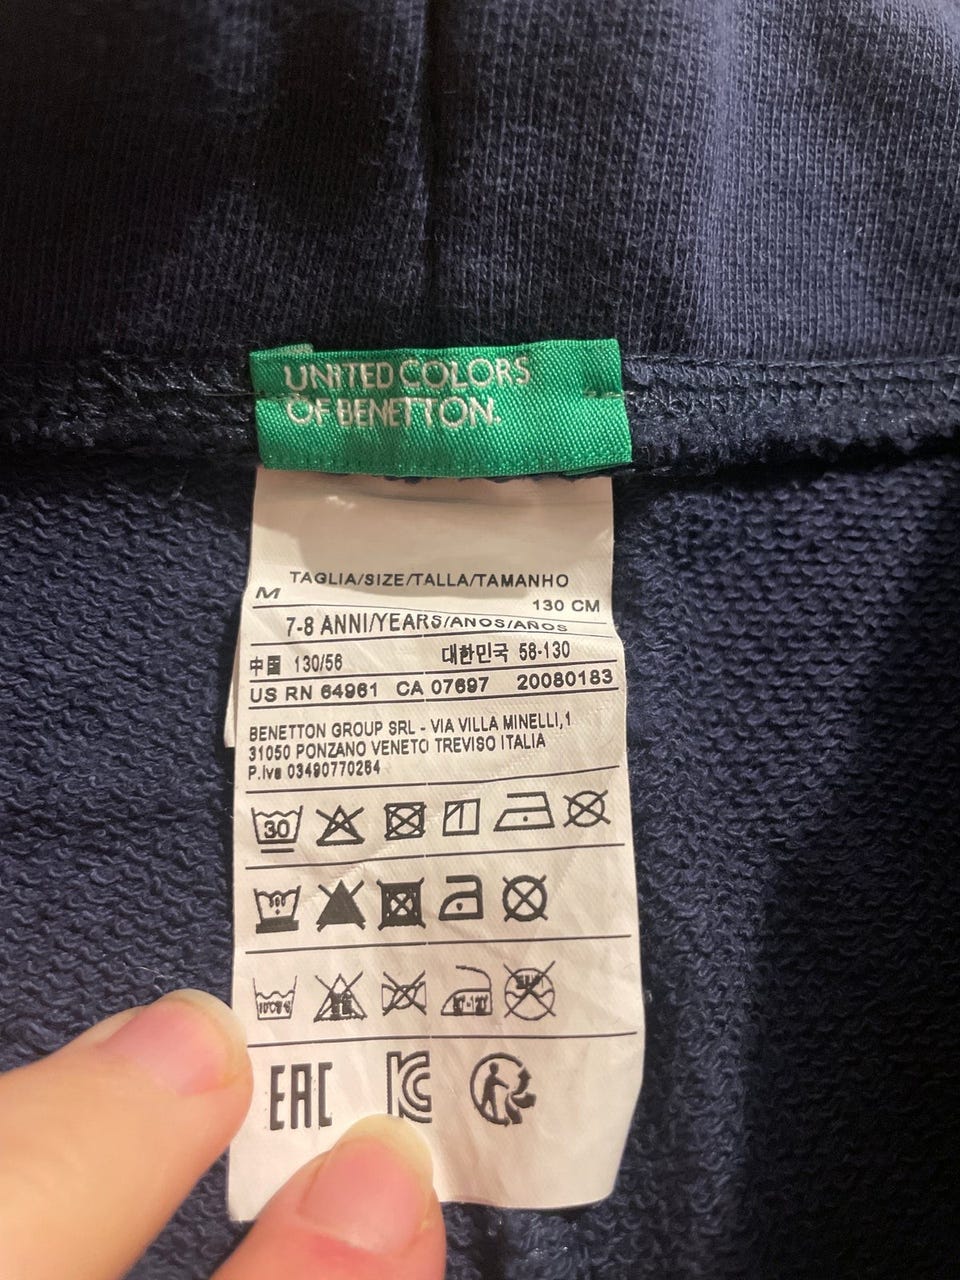 UNITED COLORS
OF BENETTON.
TAGLIA/SIZE/TALLA/TAMANHO
M 130 CM
7-8 ANNI/YEARS/ANOS/AÑOS
中国 130/56 대한민국 58-130
US RN 64961 CA 07697 20080183
BENETTON GROUP SRL - VIA VILLA MINELLI,1
31050 PONZANO VENETO TREVISO ITALIA
P.Iva 03490770264
30
EAC KC